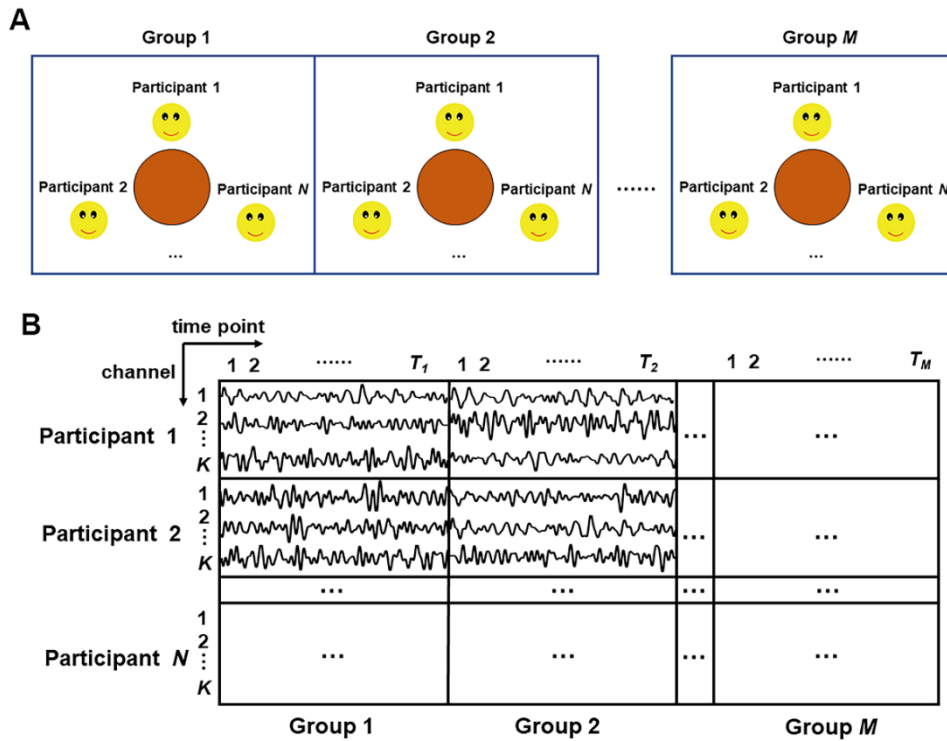 A
Group 1
Group 2
Group M
Participant 1
Participant 1
Participant 1
Participant 2
Participant N
Participant 2
Participant N
......
Participant 2
Participant N
...
...
...
B
time point
channel
1 2 ...... T1 1 2 ...... T2 1 2 ...... TM
Participant 1
1
2
⋮
K
... ...
Participant 2
1
2
⋮
K
... ...
... ... ... ...
Participant N
1
2
⋮
K
... ... ... ...
Group 1
Group 2
Group M